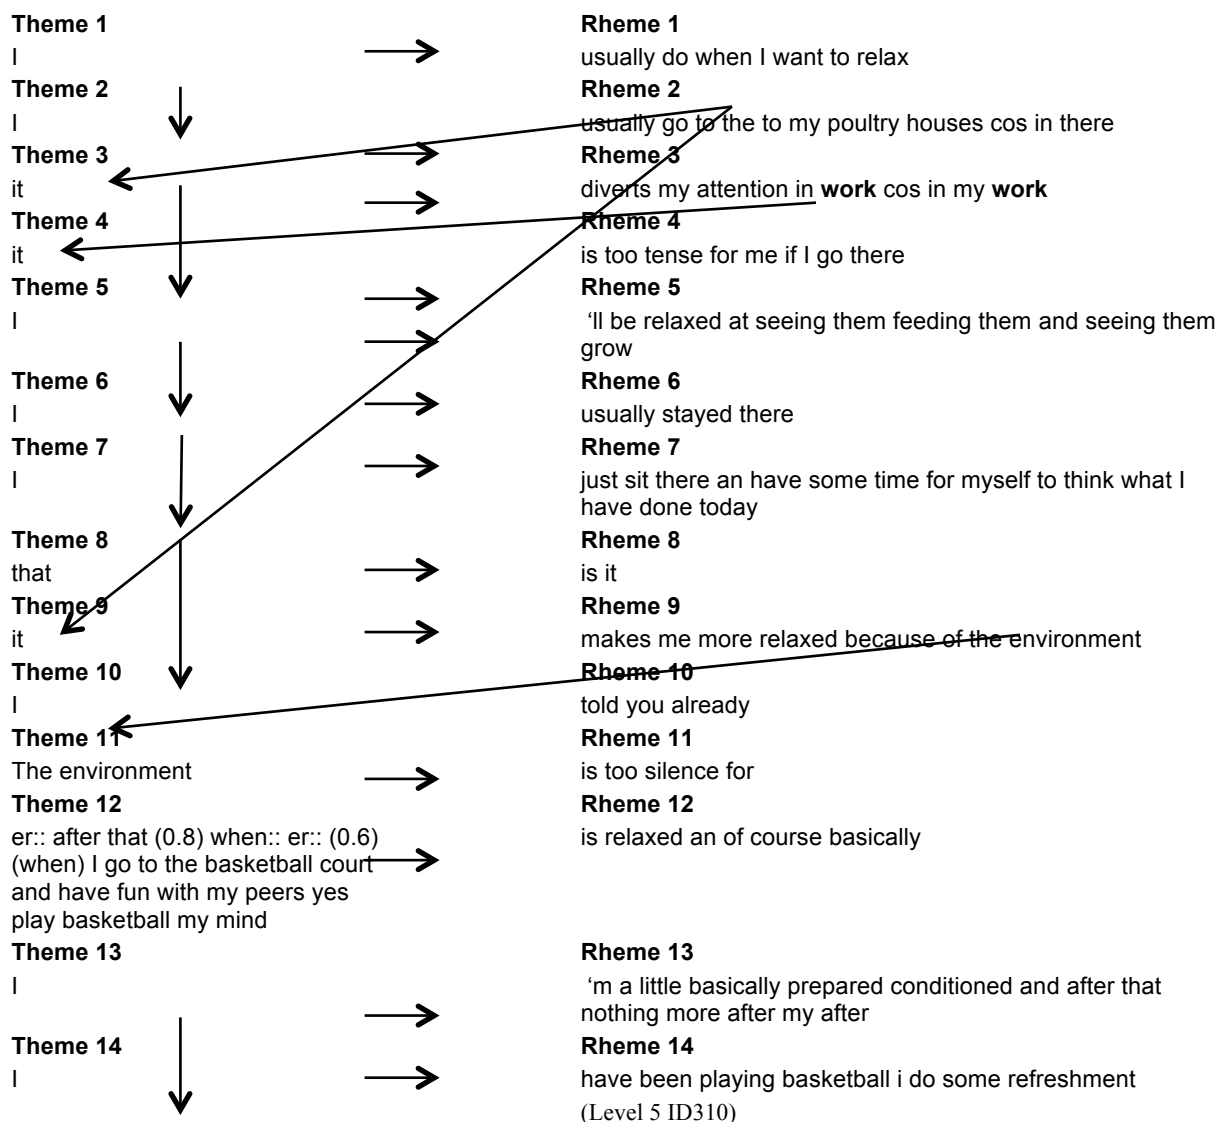 Theme 1 Rheme 1
I usually do when I want to relax
Theme 2 Rheme 2
I usually go to the to my poultry houses cos in there
Theme 3 Rheme 3
it diverts my attention in work cos in my work
Theme 4 Rheme 4
it is too tense for me if I go there
Theme 5 Rheme 5
I ‘ll be relaxed at seeing them feeding them and seeing them
grow
Theme 6 Rheme 6
I usually stayed there
Theme 7 Rheme 7
I just sit there an have some time for myself to think what I
have done today
Theme 8 Rheme 8
that is it
Theme 9 Rheme 9
it makes me more relaxed because of the environment
Theme 10 Rheme 10
I told you already
Theme 11 Rheme 11
The environment is too silence for
Theme 12 Rheme 12
er:: after that (0.8) when:: er:: (0.6) is relaxed an of course basically
(when) I go to the basketball court
and have fun with my peers yes
play basketball my mind
Theme 13 Rheme 13
I ‘m a little basically prepared conditioned and after that
nothing more after my after
Theme 14 Rheme 14
I have been playing basketball i do some refreshment
(Level 5 ID310)